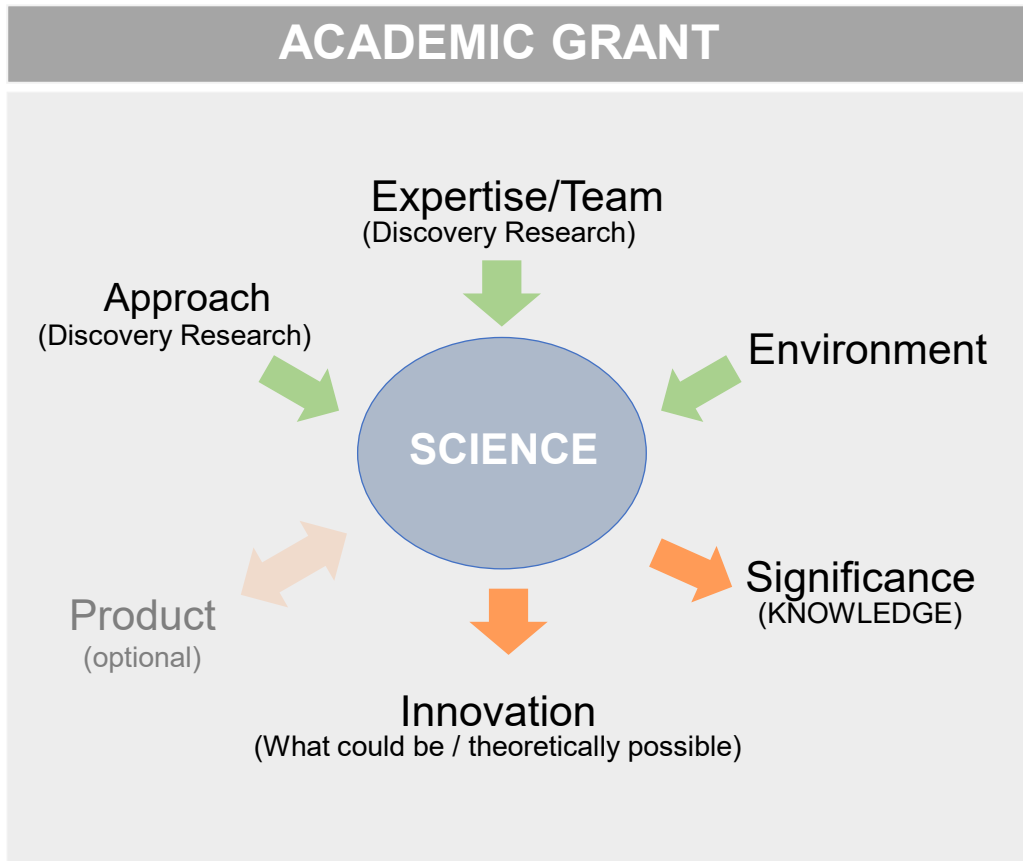 ACADEMIC GRANT
Expertise/Team
(Discovery Research)
Approach
(Discovery Research)
Environment
SCIENCE
Significance
(KNOWLEDGE)
Product
(optional)
Innovation
(What could be / theoretically possible)